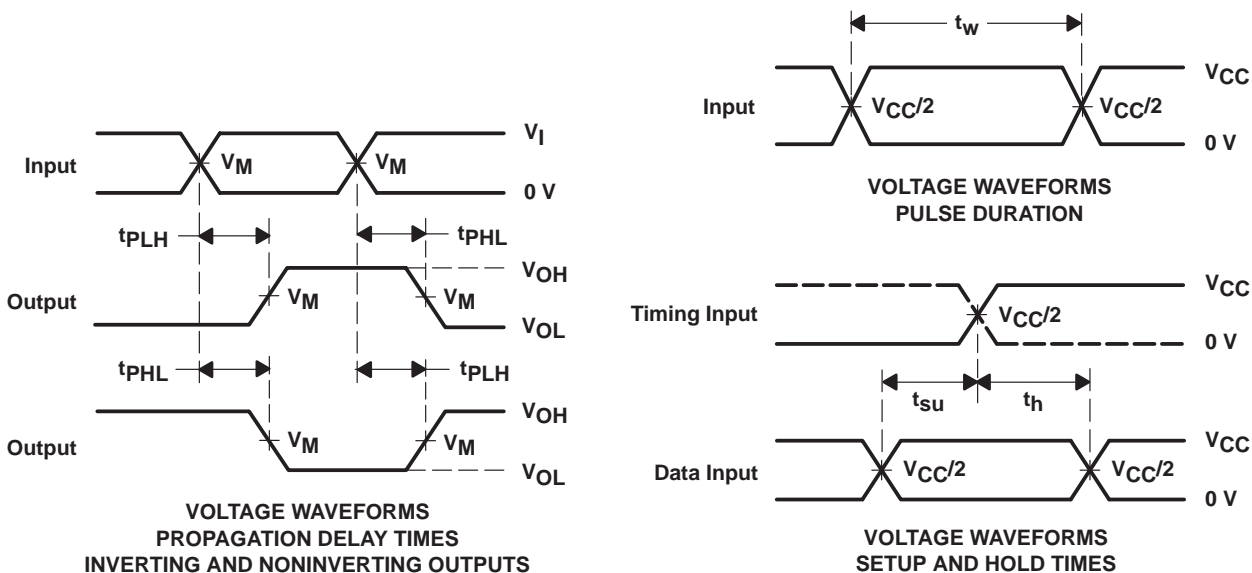 tw
VCC
Input
VCC/2
VCC/2
0 V
VOLTAGE WAVEFORMS
PULSE DURATION
VI
Input
VM
VM
0 V
tPLH
tPHL
VOH
Output
VM
VM
VOL
tPHL
tPLH
VOH
Output
VM
VM
VOL
VOLTAGE WAVEFORMS
PROPAGATION DELAY TIMES
INVERTING AND NONINVERTING OUTPUTS
VCC
Timing Input
VCC/2
0 V
tsu
th
VCC
Data Input
VCC/2
VCC/2
0 V
VOLTAGE WAVEFORMS
SETUP AND HOLD TIMES